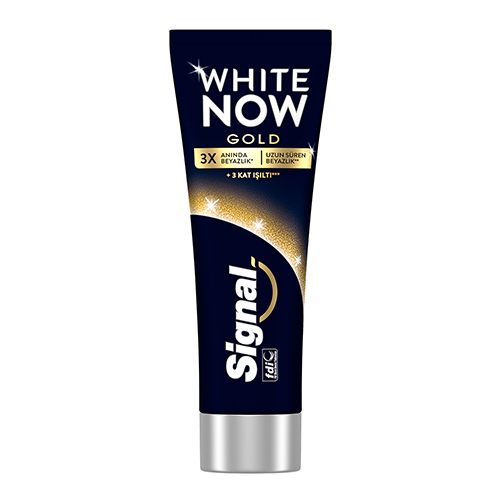 WHITE
NOW
GOLD
3X ANINDA BEYAZLIK*
UZUN SÜREN BEYAZLIK**
+ 3 KAT IŞILTI***
Signal
fdi